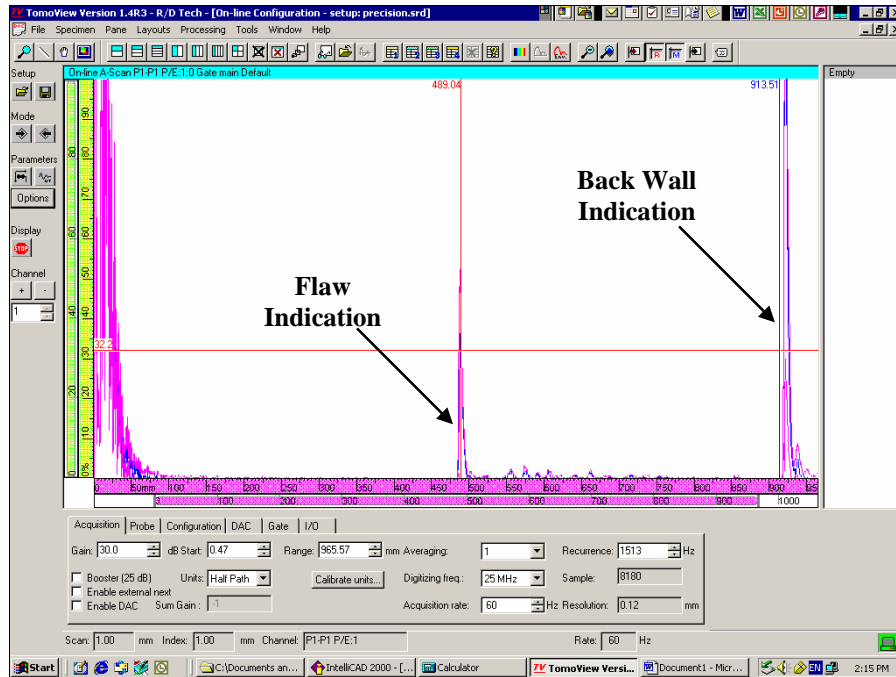 TomoView Version 1.4R3 - R/D Tech - [On-line Configuration - setup: precision.srd]
File Specimen Pane Layouts Processing Tools Window Help
Setup
Mode
Parameters
Options
Display
STOP
Channel
+ -
1
On-line A-Scan P1-P1 P/E:1:0 Gate main Default
Empty
489.04
913.51
Back Wall
Indication
Flaw
Indication
32.2
0 50mm 100 150 200 250 300 350 400 450 500 550 600 650 700 750 800 850 900 95
100 200 300 400 500 600 700 800 900 1000
Acquisition Probe Configuration DAC Gate I/O
Gain: 30.0 dB Start: 0.47 Range: 965.57 mm Averaging: 1 Recurrence: 1513 Hz
Booster (25 dB) Units: Half Path Calibrate units... Digitizing freq.: 25 MHz Sample: 8180
Enable external next
Enable DAC Sum Gain : -1 Acquisition rate: 60 Hz Resolution: 0.12 mm
Scan: 1.00 mm Index: 1.00 mm Channel: P1-P1 P/E:1 Rate: 60 Hz
Start C:\Documents an... IntelliCAD 2000 - [... Calculator TomoView Versi... Document1 - Micr... EN 2:15 PM